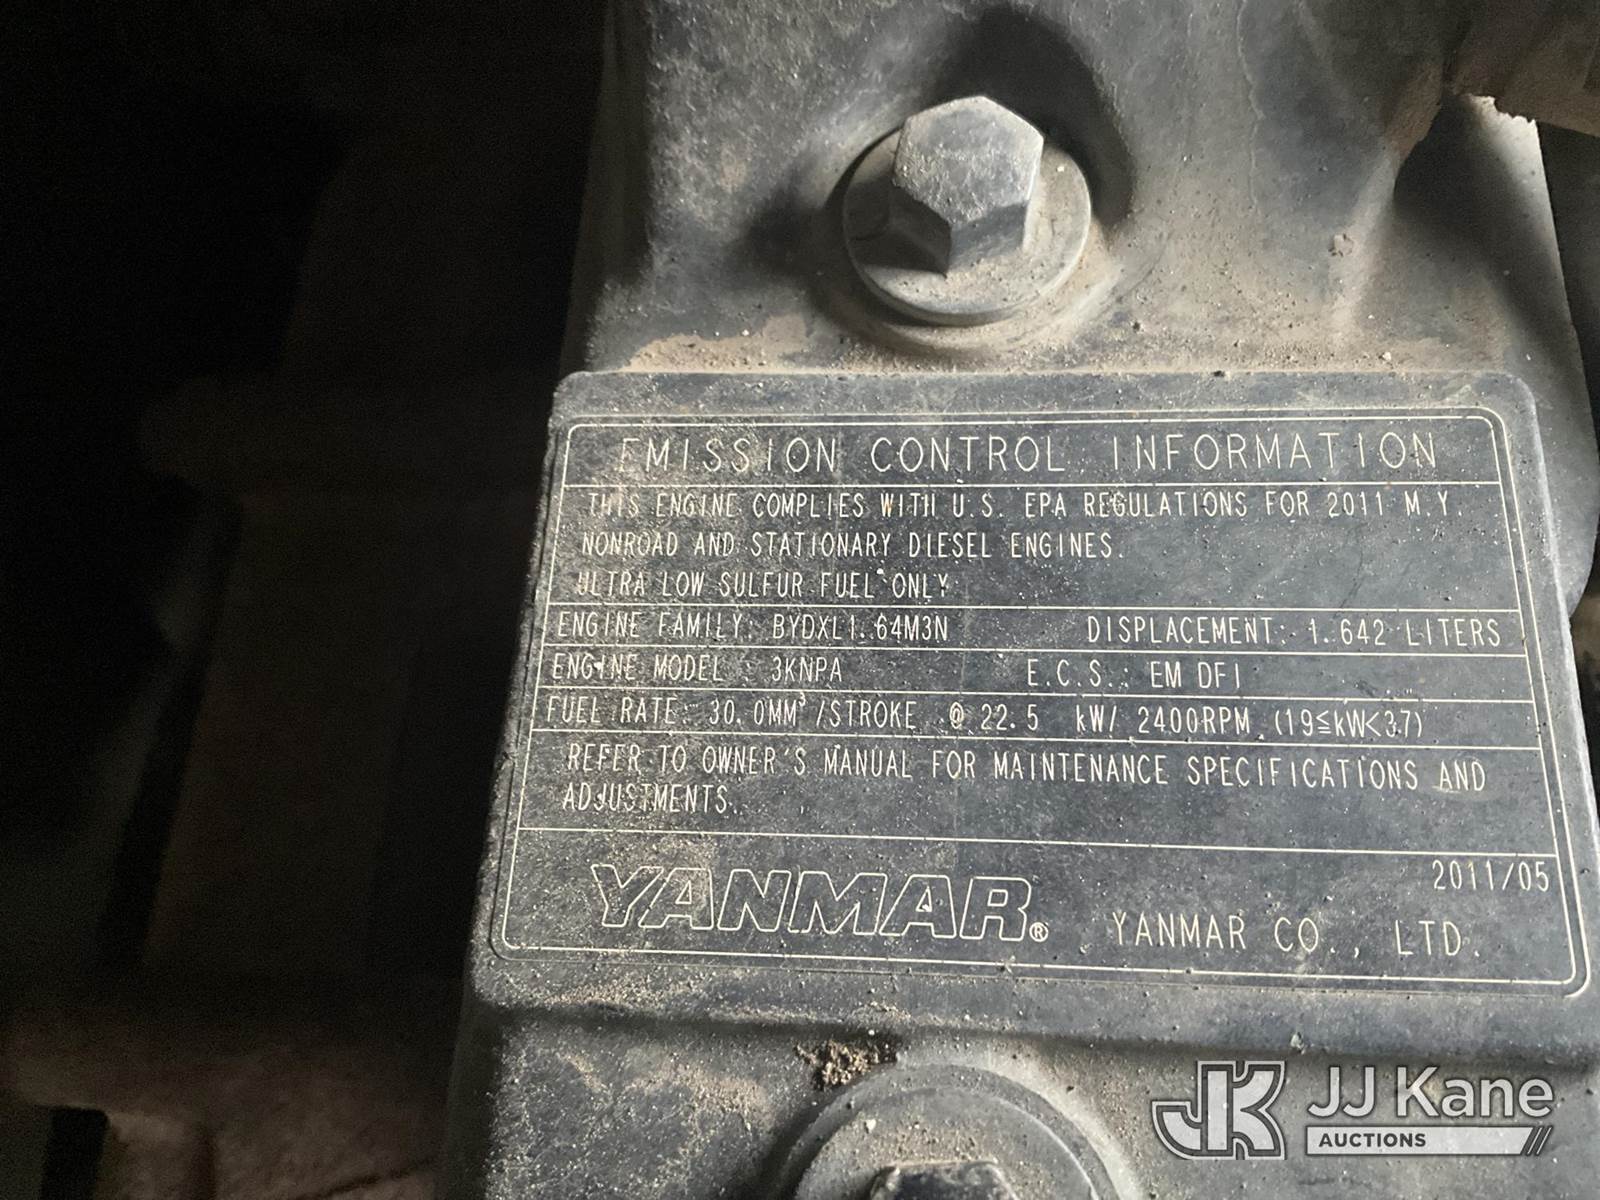 EMISSION CONTROL INFORMATION
THIS ENGINE COMPLIES WITH U.S. EPA REGULATIONS FOR 2011 M.Y.
NONROAD AND STATIONARY DIESEL ENGINES.
ULTRA LOW SULFUR FUEL ONLY
ENGINE FAMILY: BYDXL1.64M3N DISPLACEMENT: 1.642 LITERS
ENGINE MODEL : 3KNPA E.C.S.: EM DFI
FUEL RATE: 30.0MM³/STROKE @ 22.5 kW/ 2400RPM (19≦kW<37)
REFER TO OWNER'S MANUAL FOR MAINTENANCE SPECIFICATIONS AND
ADJUSTMENTS.
2011/05
YANMAR® YANMAR CO., LTD.
JK JJ Kane
AUCTIONS